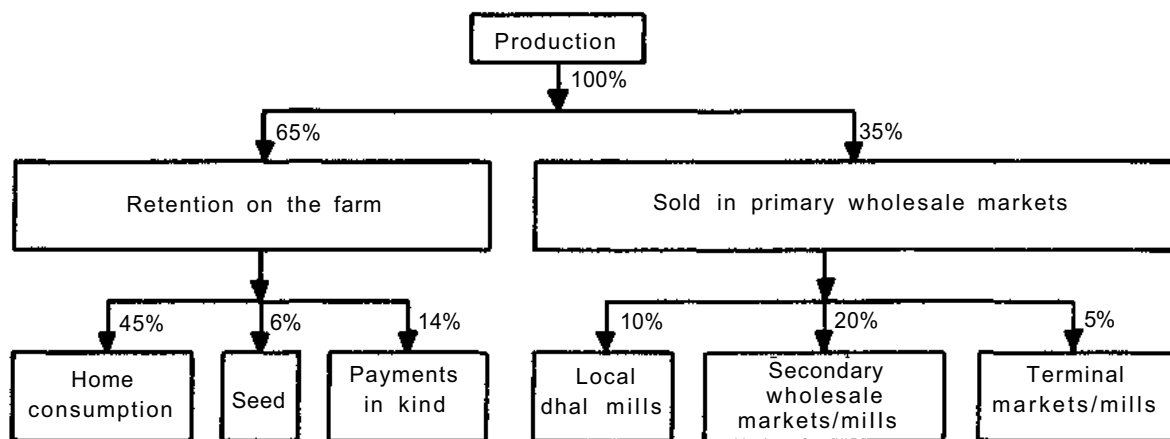 Production
100%
65%
35%
Retention on the farm
Sold in primary wholesale markets
45%
6%
14%
10%
20%
5%
Home
consumption
Seed
Payments
in kind
Local
dhal mills
Secondary
wholesale
markets/mills
Terminal
markets/mills